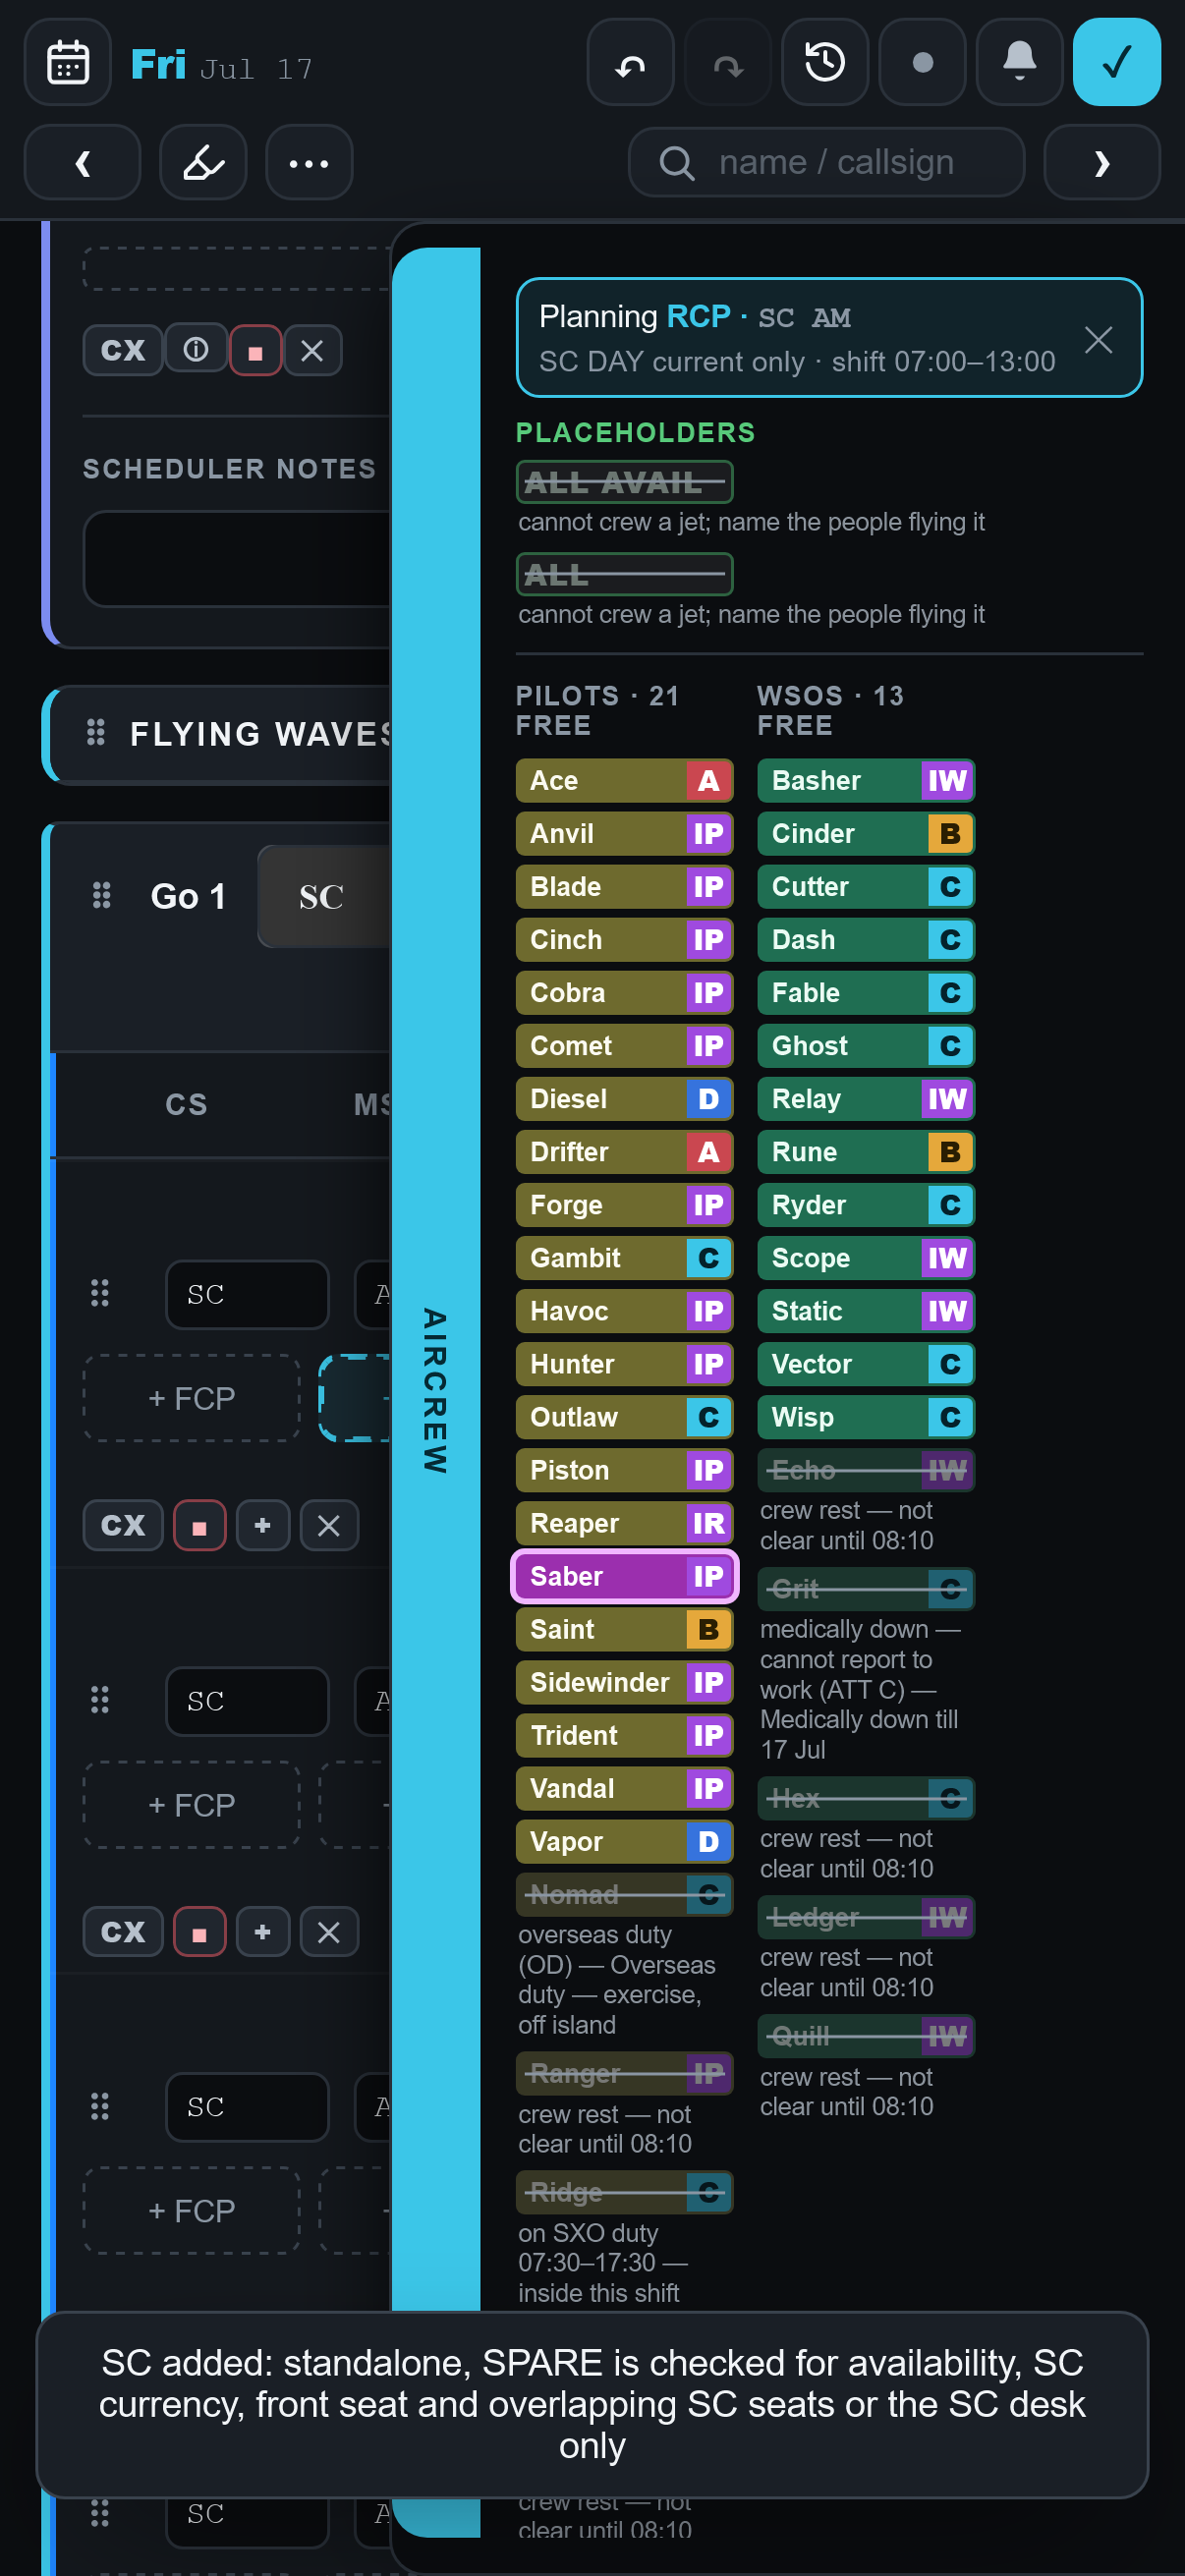 Fri Jul 17
name / callsign
CX
SCHEDULER NOTES
FLYING WAVES
Go 1 SC
CS
SC
+ FCP
CX
SC
+ FCP
CX
SC
+ FCP
SC
AIRCREW
Planning RCP · SC AM
SC DAY current only · shift 07:00–13:00
PLACEHOLDERS
ALL AVAIL
cannot crew a jet; name the people flying it
ALL
cannot crew a jet; name the people flying it
PILOTS · 21
FREE
Ace A
Anvil IP
Blade IP
Cinch IP
Cobra IP
Comet IP
Diesel D
Drifter A
Forge IP
Gambit C
Havoc IP
Hunter IP
Outlaw C
Piston IP
Reaper IR
Saber IP
Saint B
Sidewinder IP
Trident IP
Vandal IP
Vapor D
Nomad C
overseas duty
(OD) — Overseas
duty — exercise,
off island
Ranger IP
crew rest — not
clear until 08:10
Ridge C
on SXO duty
07:30–17:30 —
inside this shift
crew rest — not
clear until 08:10
WSOS · 13
FREE
Basher IW
Cinder B
Cutter C
Dash C
Fable C
Ghost C
Relay IW
Rune B
Ryder C
Scope IW
Static IW
Vector C
Wisp C
Echo IW
crew rest — not
clear until 08:10
Grit C
medically down —
cannot report to
work (ATT C) —
Medically down till
17 Jul
Hex C
crew rest — not
clear until 08:10
Ledger IW
crew rest — not
clear until 08:10
Quill IW
crew rest — not
clear until 08:10
SC added: standalone, SPARE is checked for availability, SC
currency, front seat and overlapping SC seats or the SC desk
only